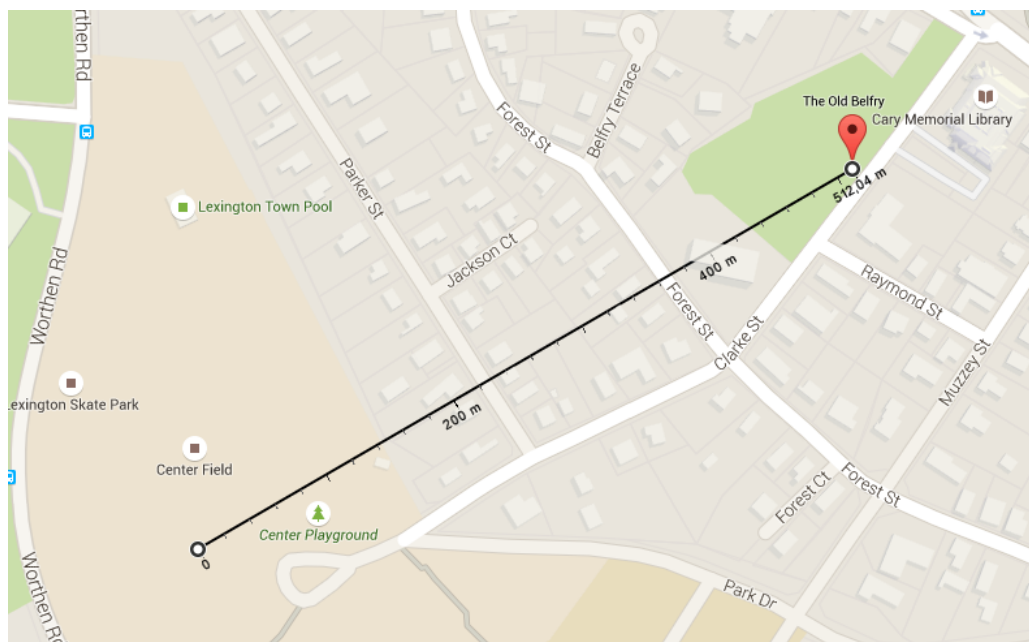 Worthen Rd
The Old Belfry
Cary Memorial Library
Forest St
Belfry Terrace
512.04 m
Parker St
Lexington Town Pool
Jackson Ct
Worthen Rd
400 m
Raymond St
Forest St
Clarke St
Muzzey St
Lexington Skate Park
200 m
Center Field
Forest St
Forest Ct
Center Playground
0
Park Dr
Worthen Rd